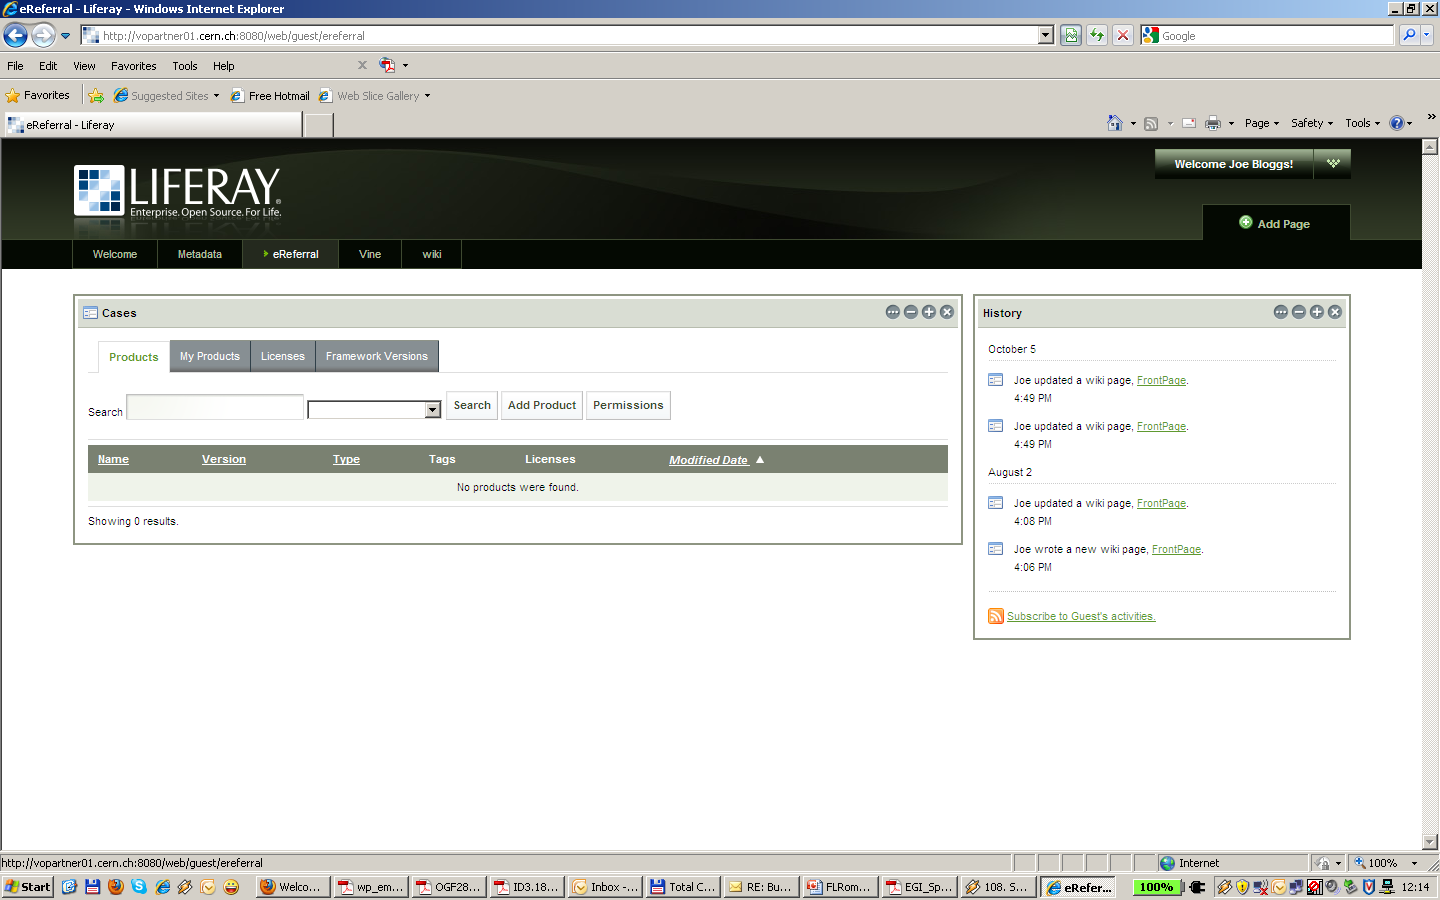 eReferral - Liferay - Windows Internet Explorer
http://vopartner01.cern.ch:8080/web/guest/ereferral
Google
File Edit View Favorites Tools Help
Favorites Suggested Sites Free Hotmail Web Slice Gallery
eReferral - Liferay
Page Safety Tools
LIFERAY.
Enterprise. Open Source. For Life.
Welcome Joe Bloggs!
Add Page
Welcome Metadata eReferral Vine wiki
Cases
Products My Products Licenses Framework Versions
Search Search Add Product Permissions
Name Version Type Tags Licenses Modified Date
No products were found.
Showing 0 results.
History
October 5
Joe updated a wiki page, FrontPage.
4:49 PM
Joe updated a wiki page, FrontPage.
4:49 PM
August 2
Joe updated a wiki page, FrontPage.
4:08 PM
Joe wrote a new wiki page, FrontPage.
4:06 PM
Subscribe to Guest's activities.
http://vopartner01.cern.ch:8080/web/guest/ereferral
Internet
100%
Start Welco... wp_em... OGF28... ID3.18... Inbox -... Total C... RE: Bu... FLRom... EGI_Sp... 108. S... eRefer... 100% 12:14